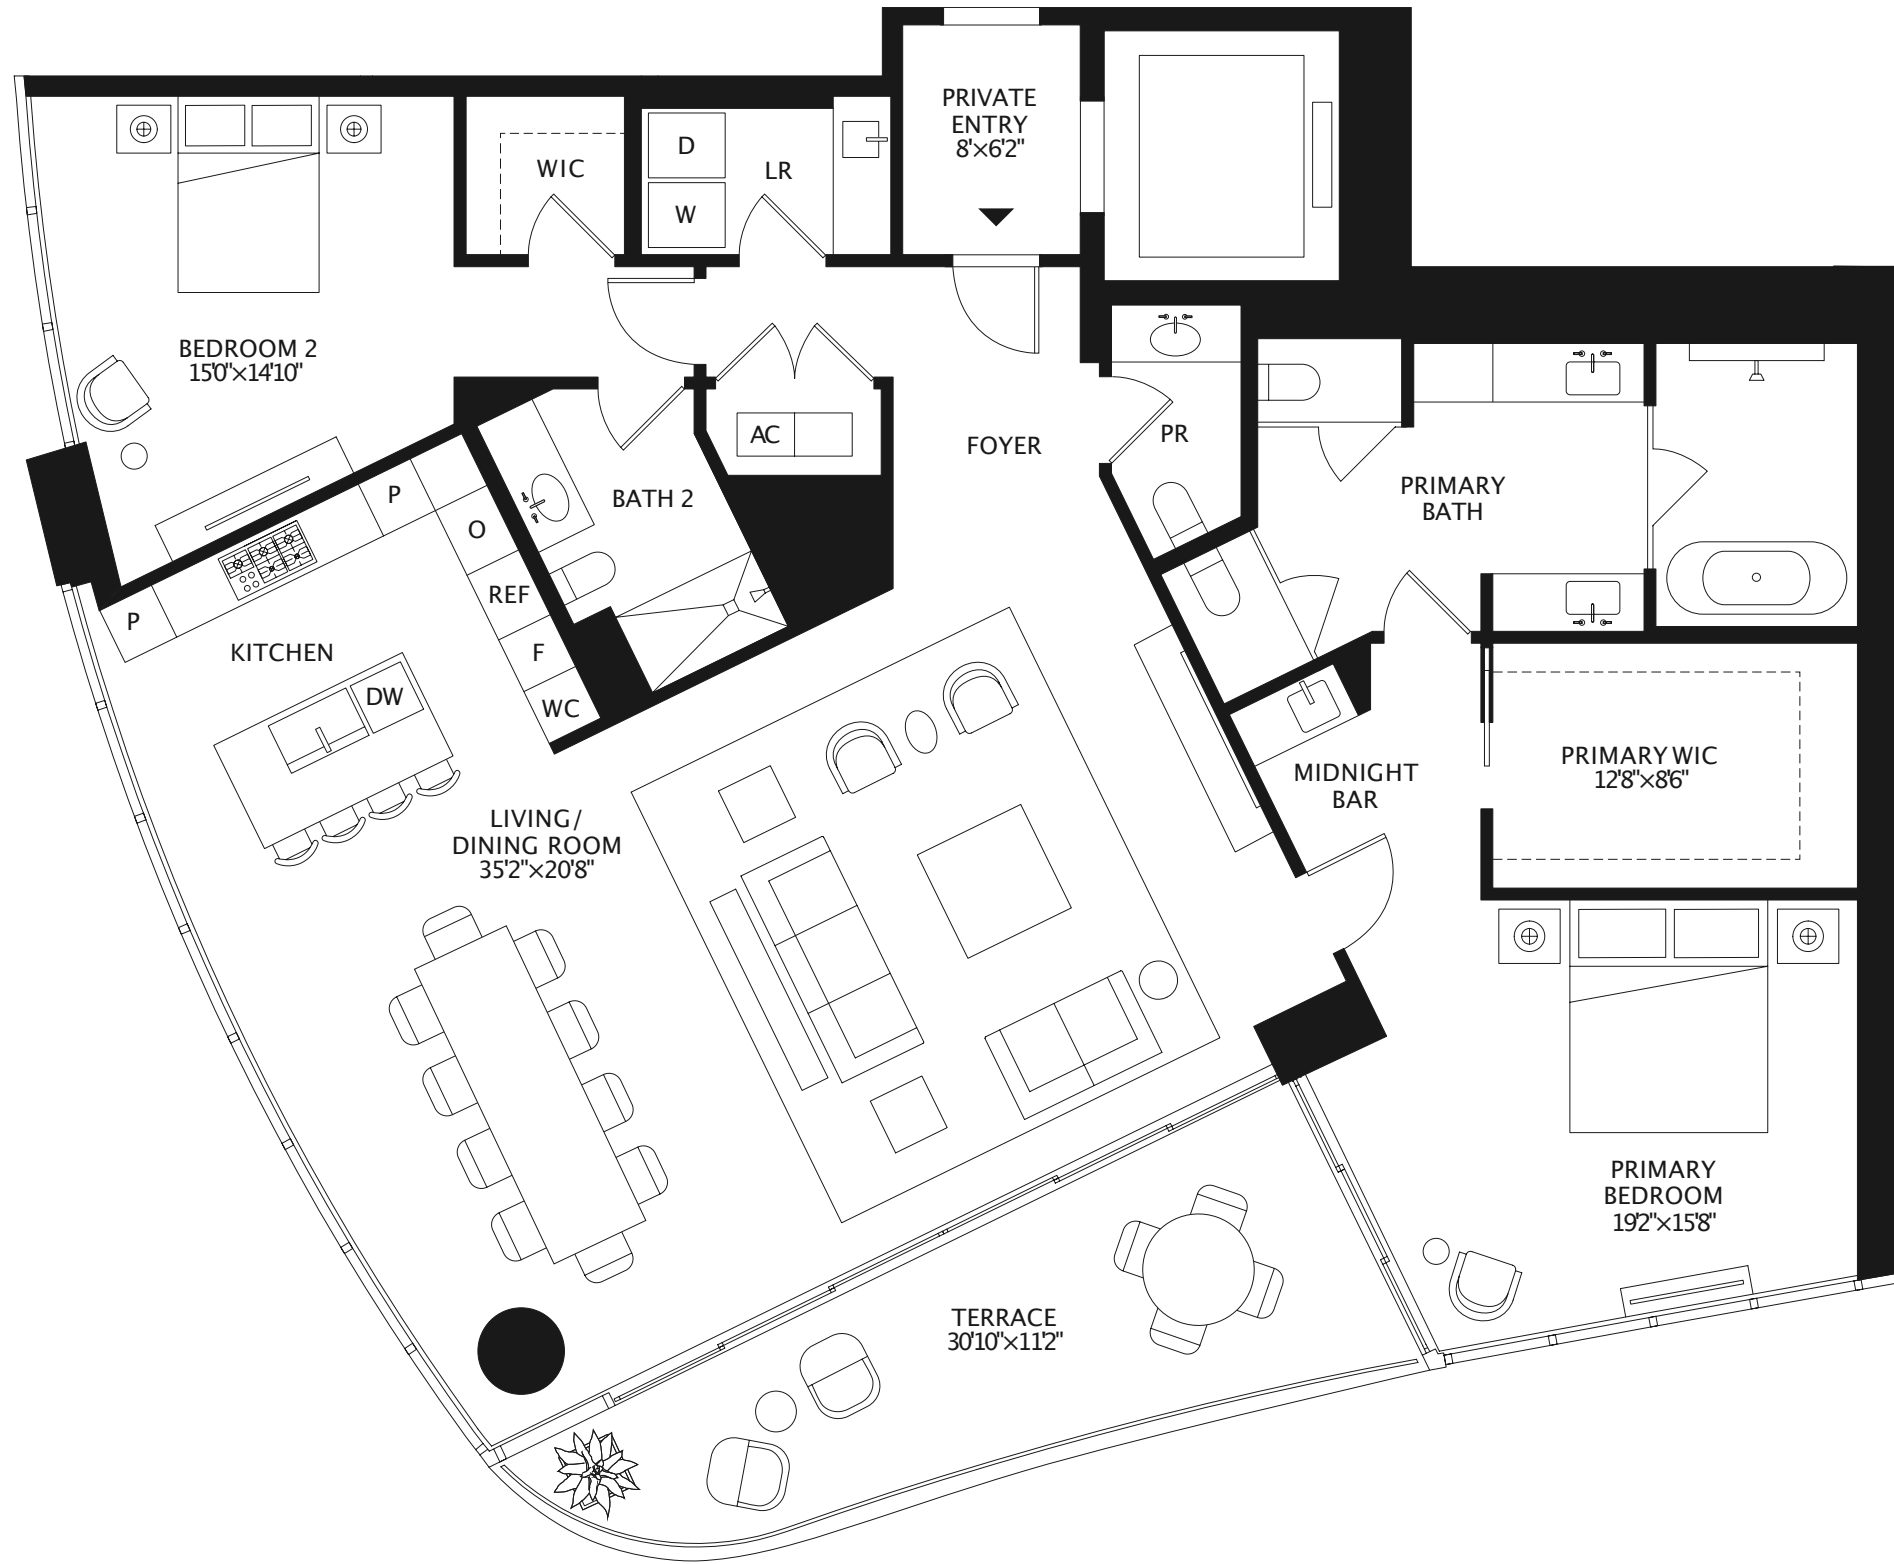 PRIVATE
ENTRY
8'×6'2"
D
W
LR
WIC
BEDROOM 2
15'0"×14'10"
AC
FOYER
PR
BATH 2
PRIMARY
BATH
P
O
REF
F
WC
P
KITCHEN
DW
LIVING/
DINING ROOM
35'2"×20'8"
MIDNIGHT
BAR
PRIMARY WIC
12'8"×8'6"
PRIMARY
BEDROOM
19'2"×15'8"
TERRACE
30'10"×11'2"